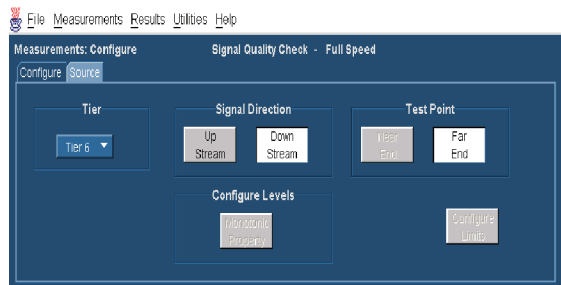 File Measurements Results Utilities Help
Measurements: Configure Signal Quality Check - Full Speed
Configure Source
Tier Signal Direction Test Point
Tier 6 Up Stream Down Stream Near End Far End
Configure Levels
Monotonic Property Configure Limits